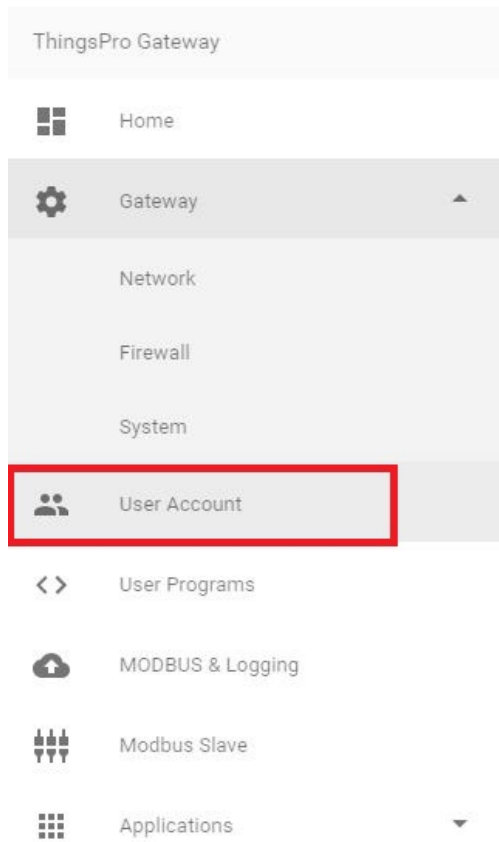 ThingsPro Gateway
Home
Gateway
Network
Firewall
System
User Account
User Programs
MODBUS & Logging
Modbus Slave
Applications